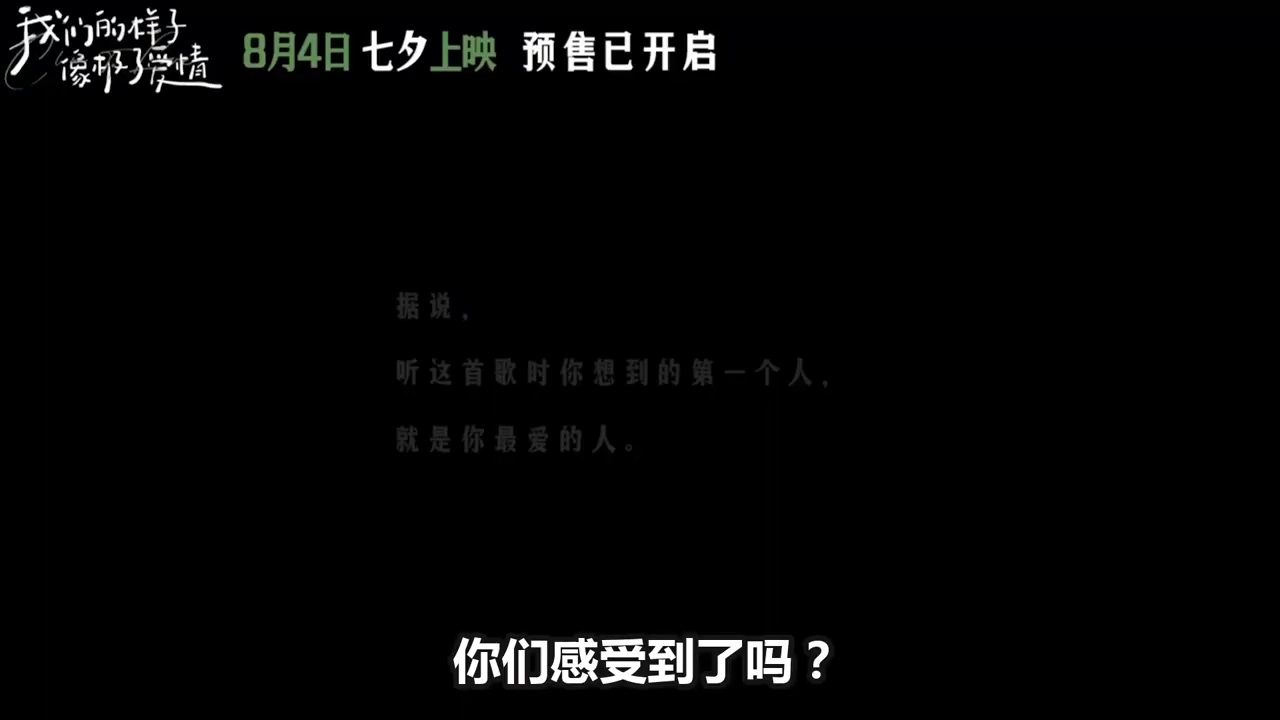 我们的样子
像极了爱情
8月4日 七夕上映 预售已开启
据说，
听这首歌时你想到的第一个人，
就是你最爱的人。
你们感受到了吗？